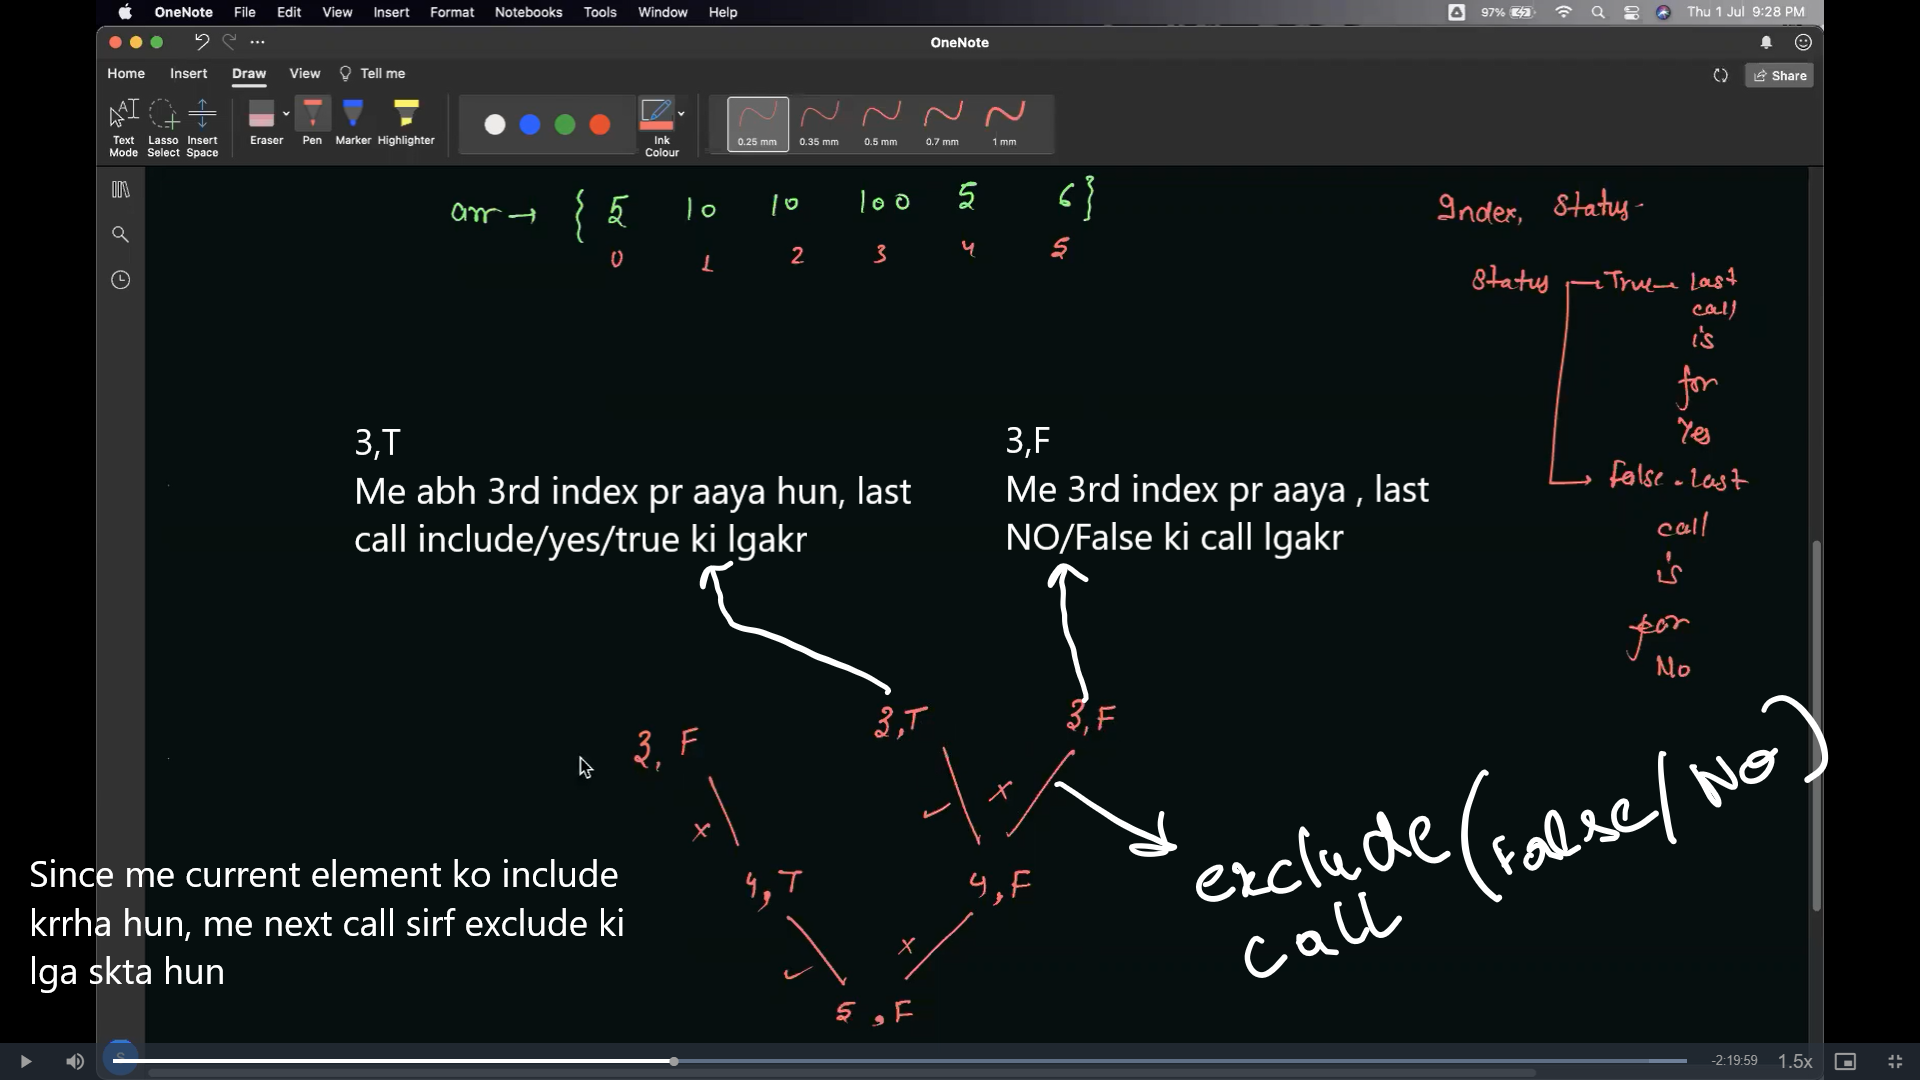 OneNote File Edit View Insert Format Notebooks Tools Window Help 97% Thu 1 Jul 9:28 PM
OneNote
Home Insert Draw View Tell me Share
Text Mode Lasso Select Insert Space Eraser Pen Marker Highlighter Ink Colour 0.25 mm 0.35 mm 0.5 mm 0.7 mm 1 mm
arr → { 5 10 10 100 5 6 }
0 1 2 3 4 5
Index, Status
Status → True → Last
call
is
for
Yes
→ False. Last
call
is
for
No
3,T
Me abh 3rd index pr aaya hun, last
call include/yes/true ki lgakr
3,F
Me 3rd index pr aaya , last
NO/False ki call lgakr
3, F 3,T 3,F
x ✓ x
4,T 4,F
✓ x
5,F
exclude (False/No)
call
Since me current element ko include
krrha hun, me next call sirf exclude ki
lga skta hun
S
-2:19:59 1.5x